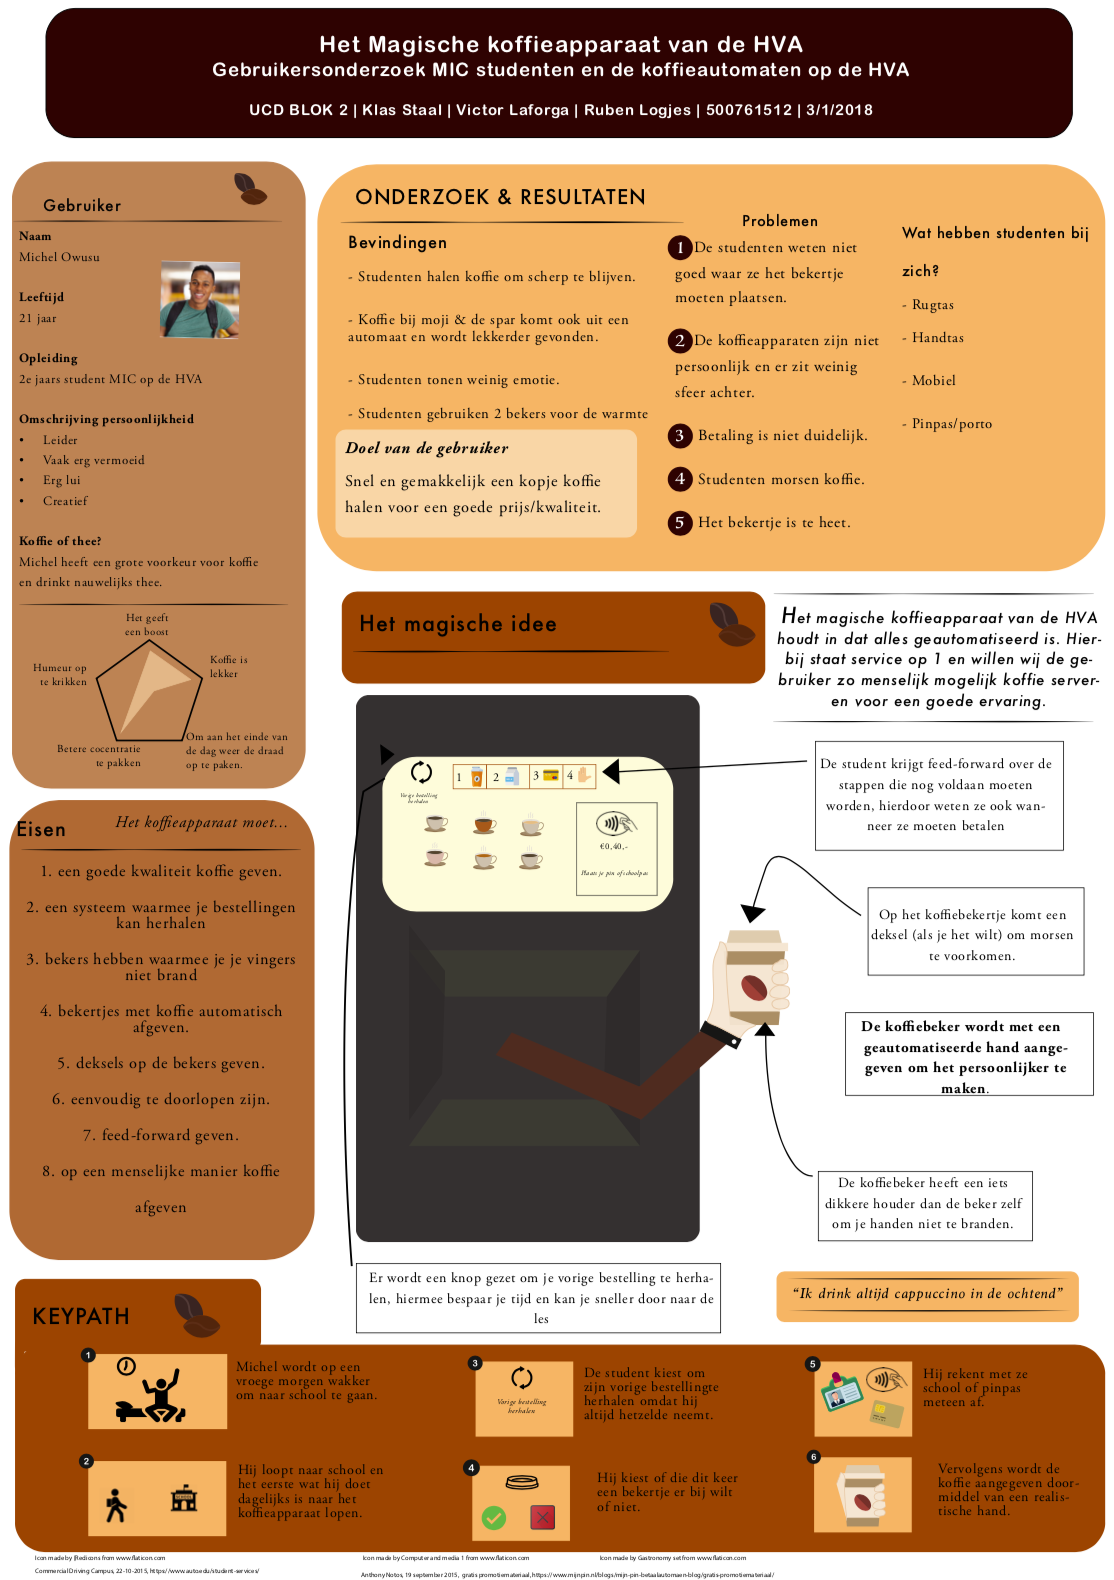 Het Magische koffieapparaat van de HVA
Gebruikersonderzoek MIC studenten en de koffieautomaten op de HVA
UCD BLOK 2 | Klas Staal | Victor Laforga | Ruben Logjes | 500761512 | 3/1/2018
Gebruiker
Naam
Michel Owusu
Leeftijd
21 jaar
Opleiding
2e jaars student MIC op de HVA
Omschrijving persoonlijkheid
• Leider
• Vaak erg vermoeid
• Erg lui
• Creatief
Koffie of thee?
Michel heeft een grote voorkeur voor koffie
en drinkt nauwelijks thee.
Het geeft
een boost
Humeur op
te krikken
Koffie is
lekker
Betere cocentratie
te pakken
Om aan het einde van
de dag weer de draad
op te paken.
ONDERZOEK & RESULTATEN
Bevindingen
- Studenten halen koffie om scherp te blijven.
- Koffie bij moji & de spar komt ook uit een
automaat en wordt lekkerder gevonden.
- Studenten tonen weinig emotie.
- Studenten gebruiken 2 bekers voor de warmte
Doel van de gebruiker
Snel en gemakkelijk een kopje koffie
halen voor een goede prijs/kwaliteit.
Problemen
1 De studenten weten niet
goed waar ze het bekertje
moeten plaatsen.
2 De koffieapparaten zijn niet
persoonlijk en er zit weinig
sfeer achter.
3 Betaling is niet duidelijk.
4 Studenten morsen koffie.
5 Het bekertje is te heet.
Wat hebben studenten bij
zich?
- Rugtas
- Handtas
- Mobiel
- Pinpas/porto
Eisen
Het koffieapparaat moet...
1. een goede kwaliteit koffie geven.
2. een systeem waarmee je bestellingen
kan herhalen
3. bekers hebben waarmee je je vingers
niet brand
4. bekertjes met koffie automatisch
afgeven.
5. deksels op de bekers geven.
6. eenvoudig te doorlopen zijn.
7. feed-forward geven.
8. op een menselijke manier koffie
afgeven
Het magische idee
Het magische koffieapparaat van de HVA
houdt in dat alles geautomatiseerd is. Hier-
bij staat service op 1 en willen wij de ge-
bruiker zo menselijk mogelijk koffie server-
en voor een goede ervaring.
Vorige bestelling
herhalen
1 2 3 4
€0,40,-
Plaats je pin of schoolpas
De student krijgt feed-forward over de
stappen die nog voldaan moeten
worden, hierdoor weten ze ook wan-
neer ze moeten betalen
Op het koffiebekertje komt een
deksel (als je het wilt) om morsen
te voorkomen.
De koffiebeker wordt met een
geautomatiseerde hand aange-
geven om het persoonlijker te
maken.
De koffiebeker heeft een iets
dikkere houder dan de beker zelf
om je handen niet te branden.
Er wordt een knop gezet om je vorige bestelling te herha-
len, hiermee bespaar je tijd en kan je sneller door naar de
les
“Ik drink altijd cappuccino in de ochtend”
KEYPATH
1
Michel wordt op een
vroege morgen wakker
om naar school te gaan.
2
Hij loopt naar school en
het eerste wat hij doet
dagelijks is naar het
koffieapparaat lopen.
3
Vorige bestelling
herhalen
De student kiest om
zijn vorige bestellingte
herhalen omdat hij
altijd hetzelde neemt.
4
Hij kiest of die dit keer
een bekertje er bij wilt
of niet.
5
Hij rekent met ze
school of pinpas
meteen af.
6
Vervolgens wordt de
koffie aangegeven door-
middel van een realis-
tische hand.
Icon made by |Redicons from www.flaticon.com
Icon made by Computer and media 1 from www.flaticon.com
Icon made by Gastronomy set from www.flaticon.com
Commercial Driving Campus, 22-10-2015, https://www.autoedu/student-services/
Anthony Notos, 19 september 2015, gratis promotiemateriaal, https://www.mijnpin.nl/blogs/mijn-pin-betaalautomaen-blog/gratis-promotiemateriaal/